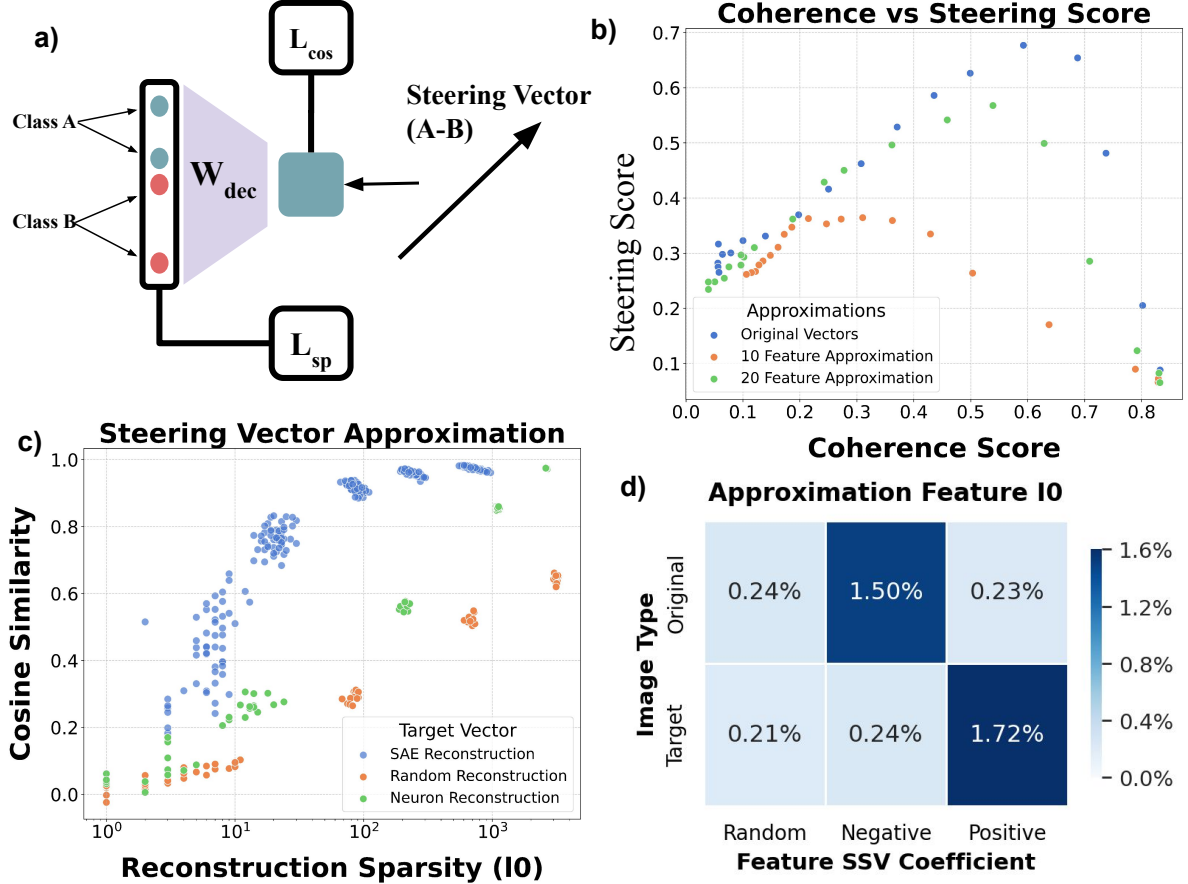 a)
L_cos
Class A
Class B
W_dec
Steering Vector
(A-B)
L_sp
b)
Coherence vs Steering Score
Steering Score
0.7
0.6
0.5
0.4
0.3
0.2
0.1
Approximations
Original Vectors
10 Feature Approximation
20 Feature Approximation
0.0 0.1 0.2 0.3 0.4 0.5 0.6 0.7 0.8
Coherence Score
c)
Steering Vector Approximation
Cosine Similarity
1.0
0.8
0.6
0.4
0.2
0.0
Target Vector
SAE Reconstruction
Random Reconstruction
Neuron Reconstruction
10^0 10^1 10^2 10^3
Reconstruction Sparsity (l0)
d)
Approximation Feature l0
Image Type
Original
0.24% 1.50% 0.23%
Target
0.21% 0.24% 1.72%
Random Negative Positive
Feature SSV Coefficient
1.6%
1.2%
0.8%
0.4%
0.0%